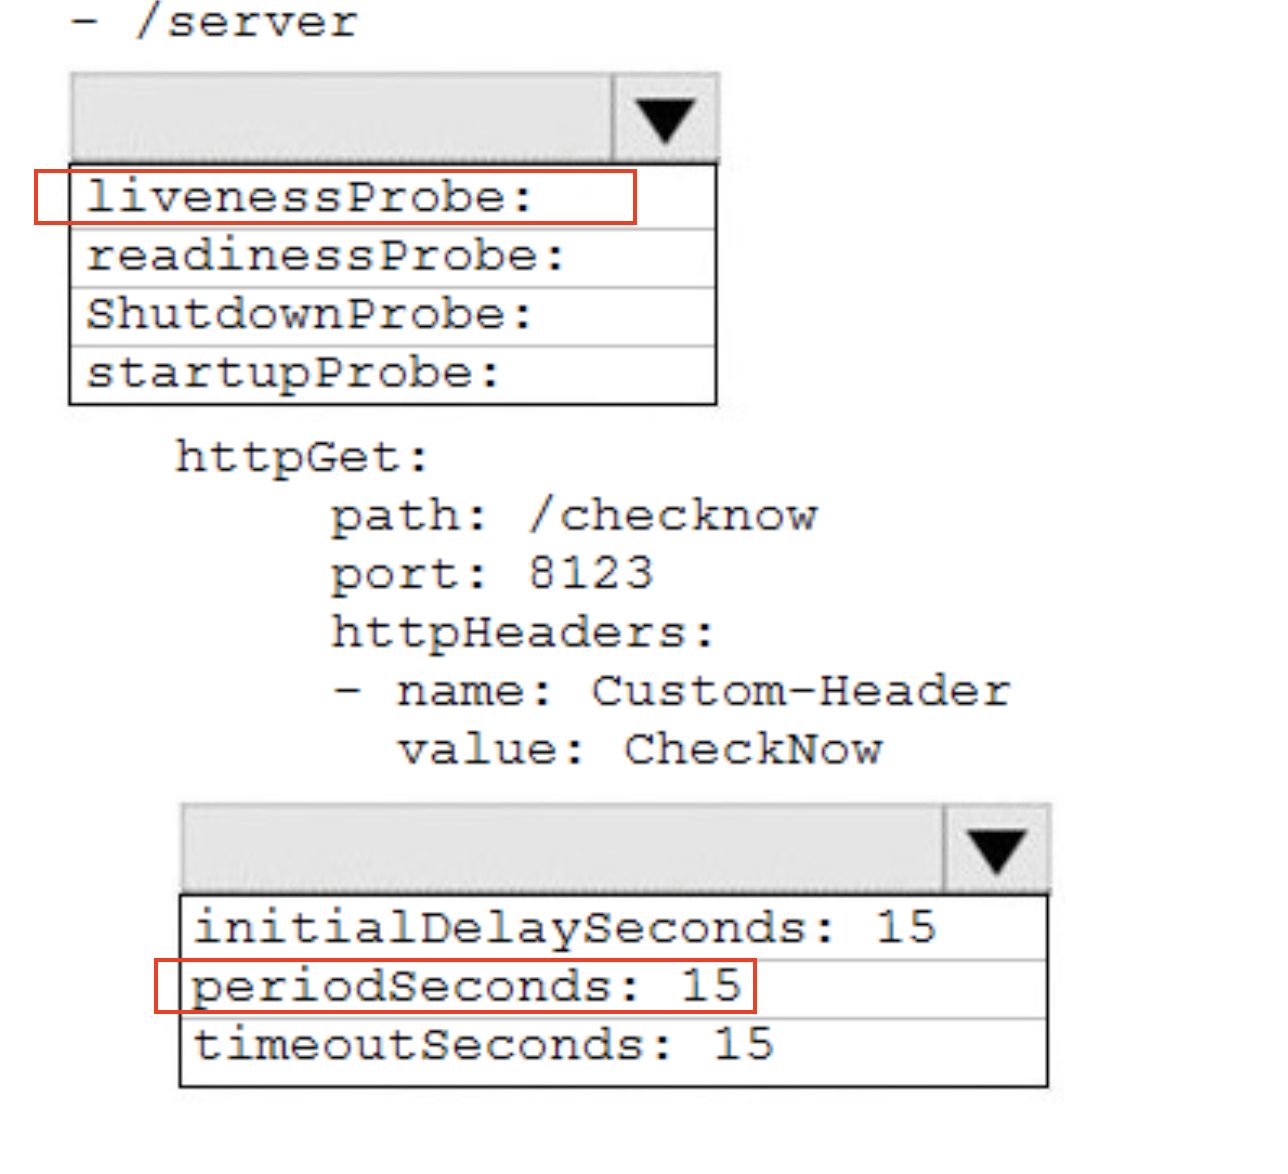 - /server
livenessProbe:
readinessProbe:
ShutdownProbe:
startupProbe:
httpGet:
path: /checknow
port: 8123
httpHeaders:
- name: Custom-Header
value: CheckNow
initialDelaySeconds: 15
periodSeconds: 15
timeoutSeconds: 15